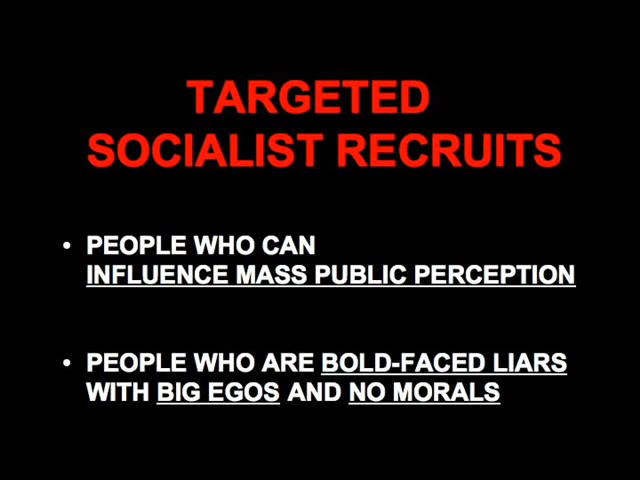 TARGETED
SOCIALIST RECRUITS
• PEOPLE WHO CAN
INFLUENCE MASS PUBLIC PERCEPTION
• PEOPLE WHO ARE BOLD-FACED LIARS
WITH BIG EGOS AND NO MORALS